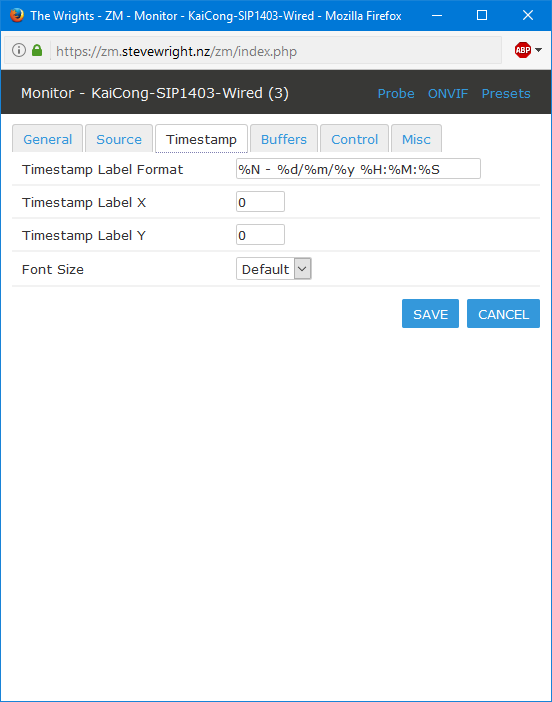 The Wrights - ZM - Monitor - KaiCong-SIP1403-Wired - Mozilla Firefox
https://zm.stevewright.nz/zm/index.php ABP
Monitor - KaiCong-SIP1403-Wired (3) Probe ONVIF Presets
General Source Timestamp Buffers Control Misc
Timestamp Label Format %N - %d/%m/%y %H:%M:%S
Timestamp Label X 0
Timestamp Label Y 0
Font Size Default
SAVE CANCEL